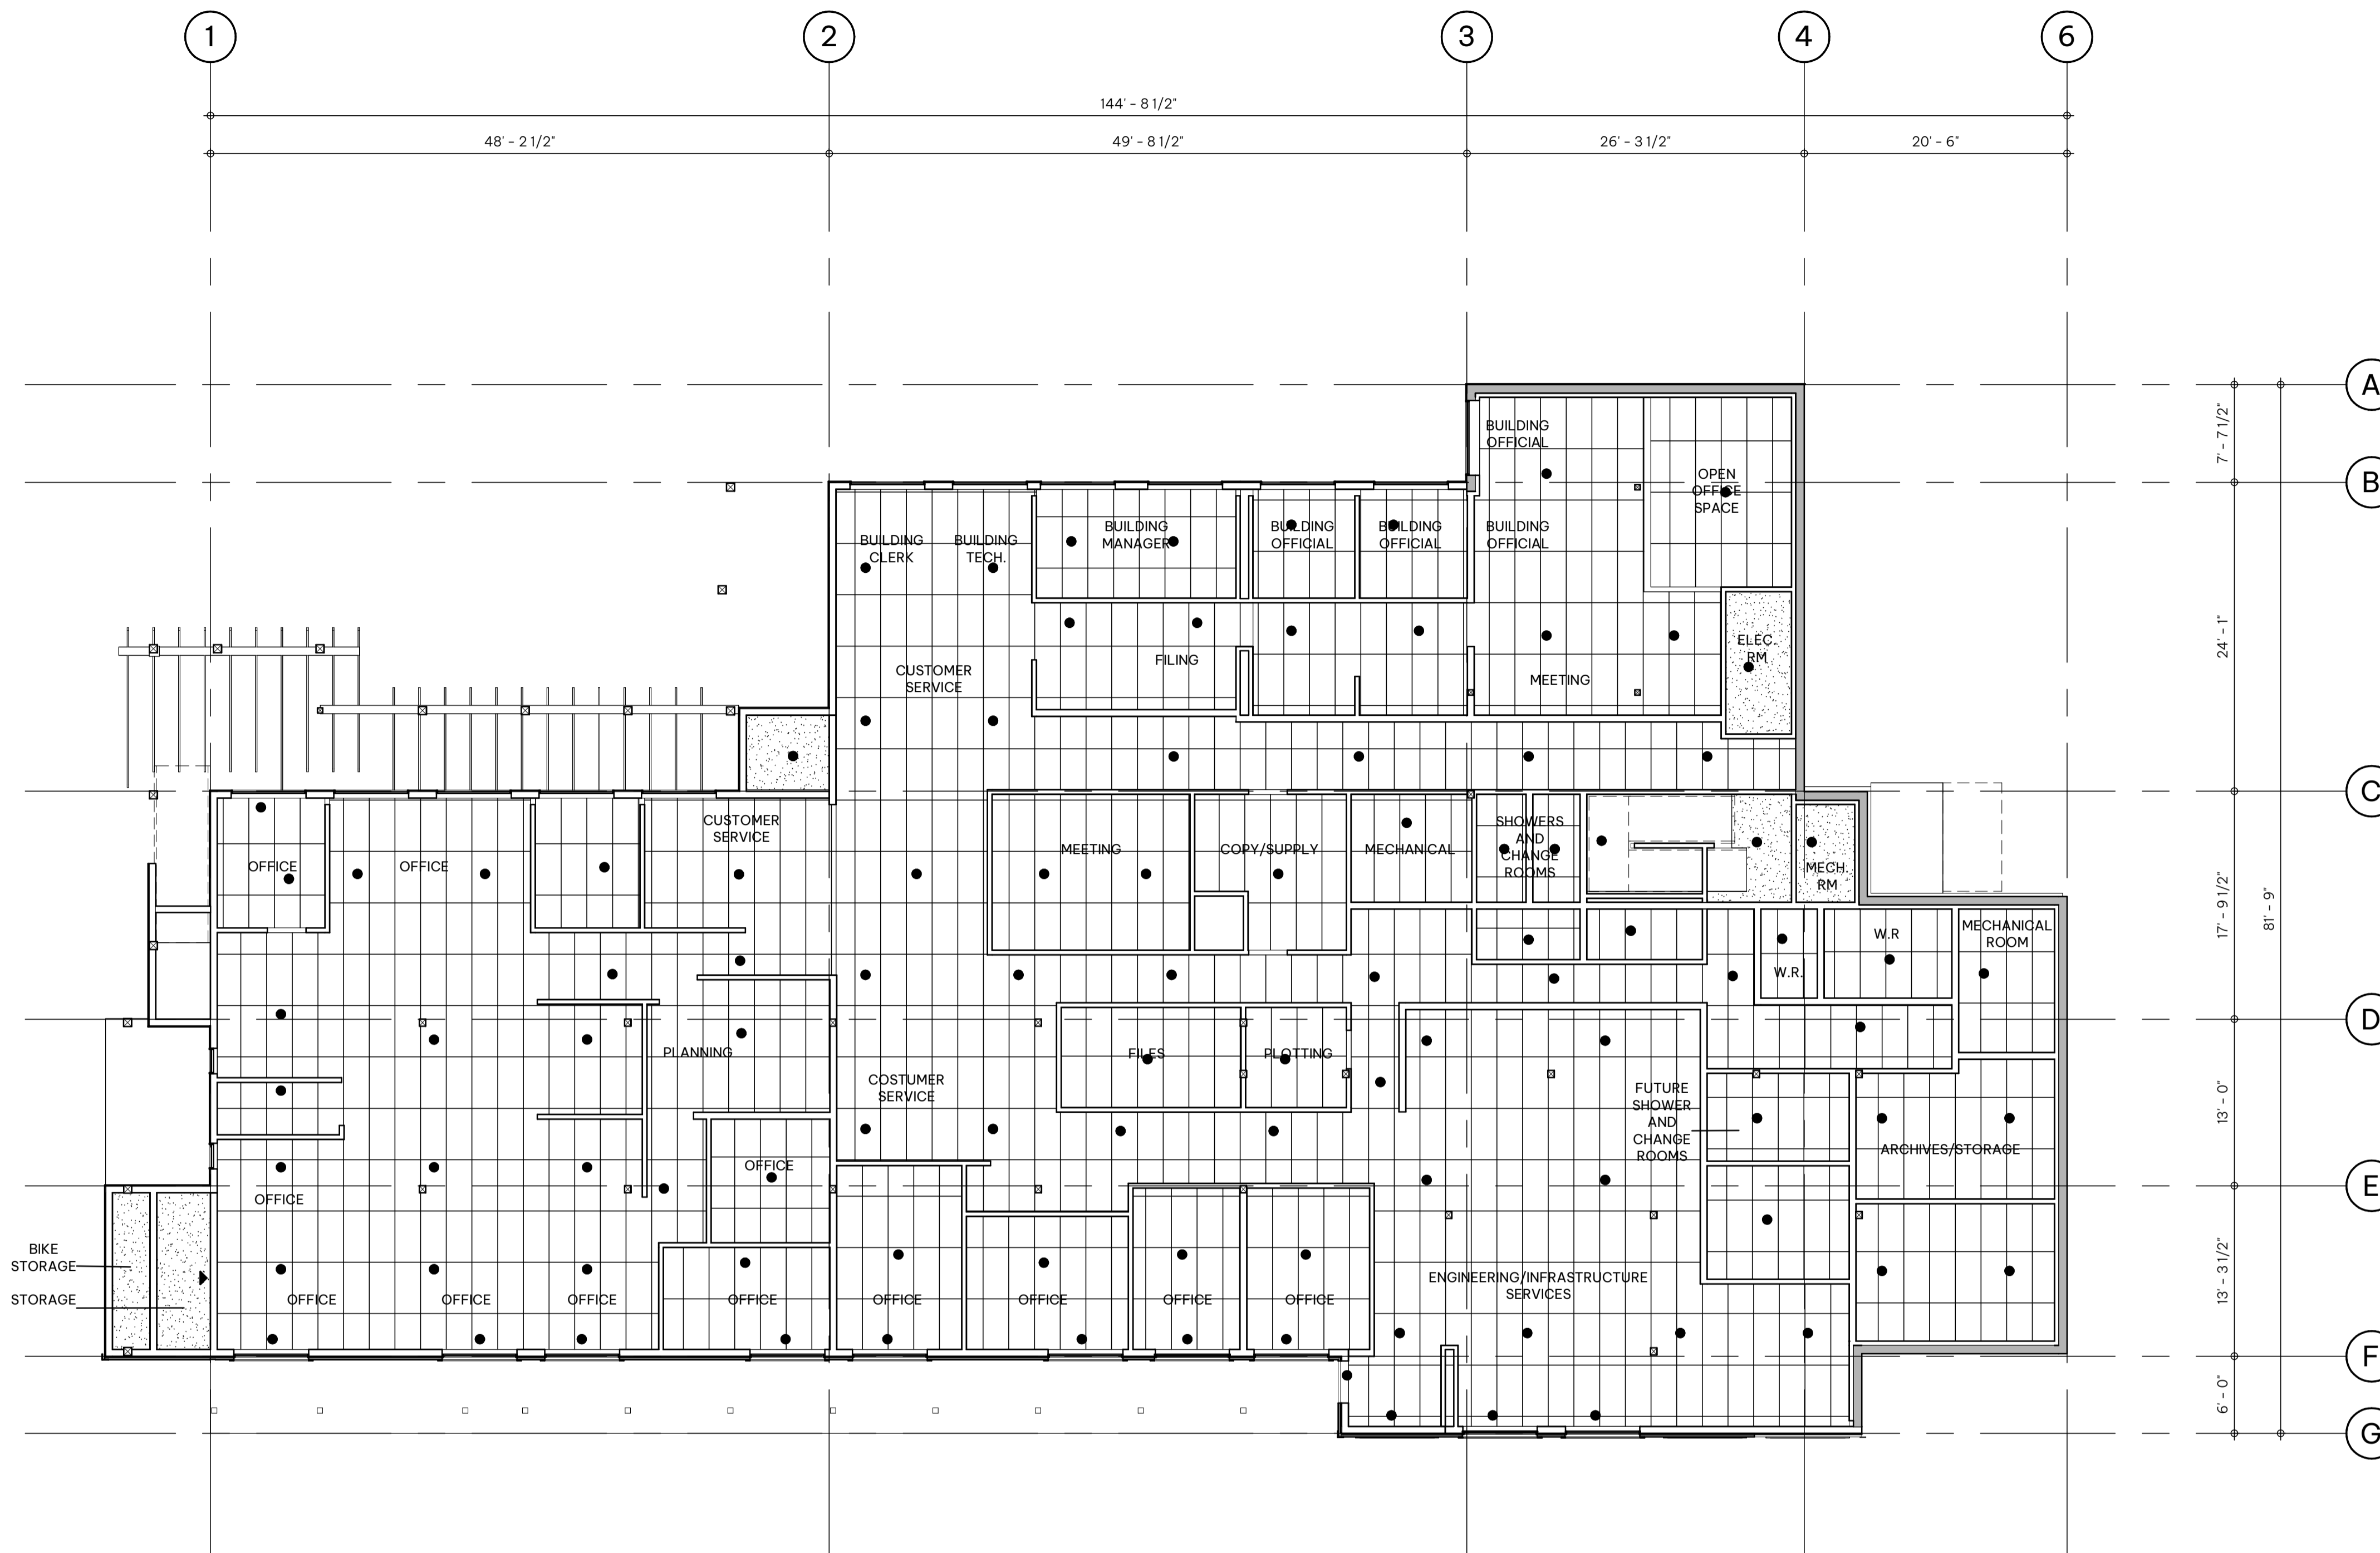 1
2
3
4
6
144' - 8 1/2"
48' - 2 1/2"
49' - 8 1/2"
26' - 3 1/2"
20' - 6"
A
7' - 7 1/2"
BUILDING
OFFICIAL
B
OPEN
OFFICE
SPACE
BUILDING
CLERK
BUILDING
TECH.
BUILDING
MANAGER
BUILDING
OFFICIAL
BUILDING
OFFICIAL
BUILDING
OFFICIAL
24' - 1"
ELEC.
RM
CUSTOMER
SERVICE
FILING
MEETING
C
CUSTOMER
SERVICE
OFFICE
OFFICE
MEETING
COPY/SUPPLY
MECHANICAL
SHOWERS
AND
CHANGE
ROOMS
MECH.
RM
17' - 9 1/2"
81' - 9"
W.R
MECHANICAL
ROOM
W.R.
D
PLANNING
FILES
PLOTTING
COSTUMER
SERVICE
FUTURE
SHOWER
AND
CHANGE
ROOMS
13' - 0"
ARCHIVES/STORAGE
OFFICE
E
OFFICE
BIKE
STORAGE
STORAGE
ENGINEERING/INFRASTRUCTURE
SERVICES
13' - 3 1/2"
OFFICE
OFFICE
OFFICE
OFFICE
OFFICE
OFFICE
OFFICE
OFFICE
F
6' - 0"
G